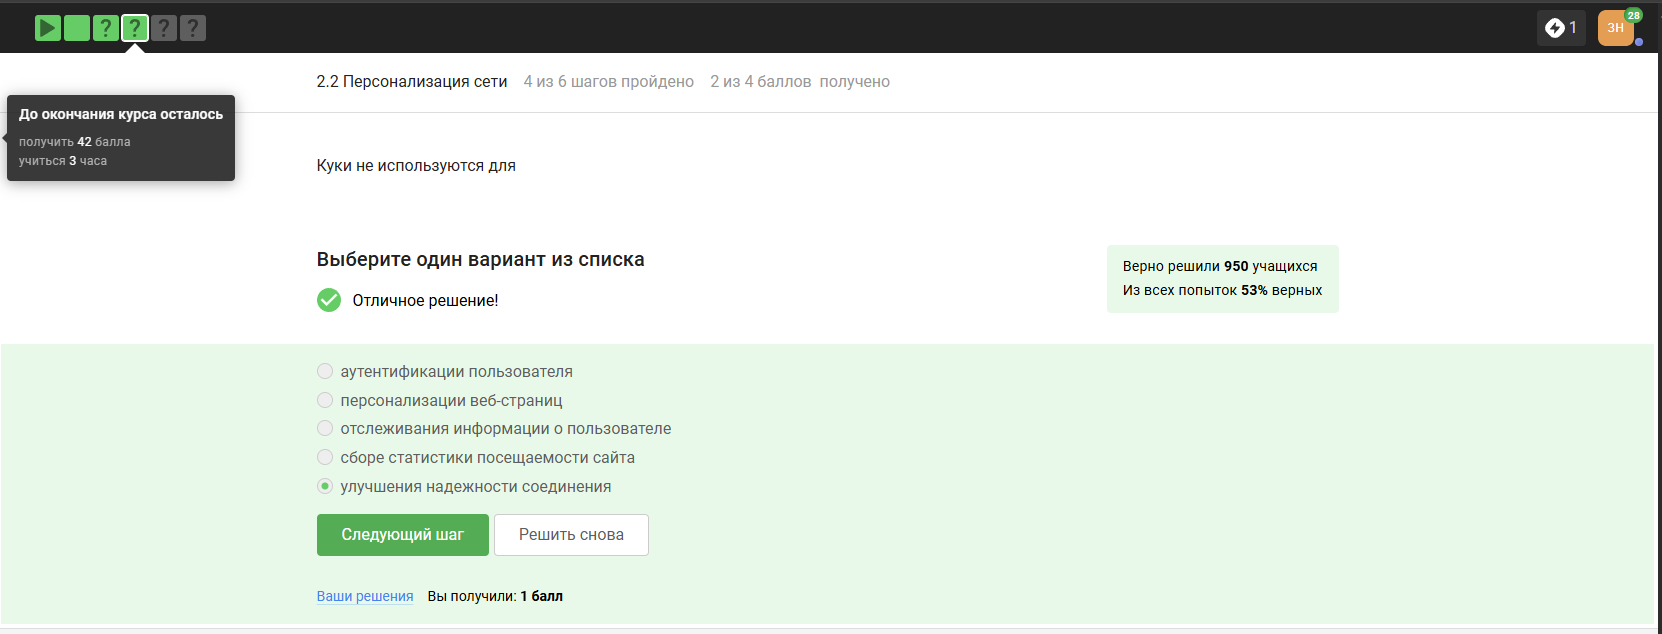 ? ? ? ?
1
ЗН
28
2.2 Персонализация сети 4 из 6 шагов пройдено 2 из 4 баллов получено
До окончания курса осталось
получить 42 балла
учиться 3 часа
Куки не используются для
Выберите один вариант из списка
Отличное решение!
Верно решили 950 учащихся
Из всех попыток 53% верных
аутентификации пользователя
персонализации веб-страниц
отслеживания информации о пользователе
сборе статистики посещаемости сайта
улучшения надежности соединения
Следующий шаг Решить снова
Ваши решения Вы получили: 1 балл